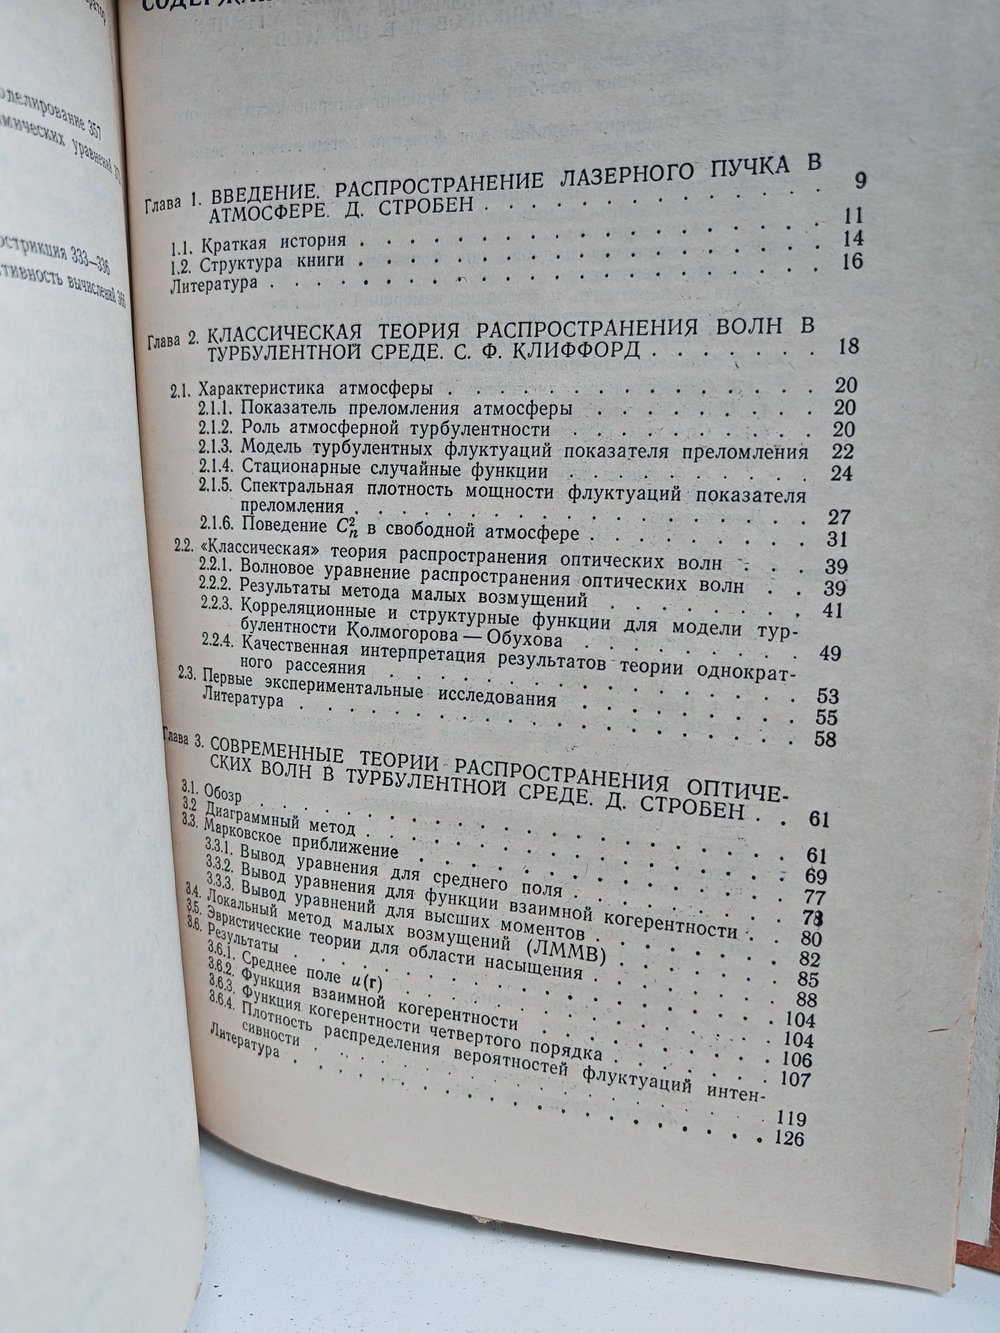 делирование 357
мических уравнений 371
острикция 333—336
тивность вычислений 366
СОДЕРЖАН
Глава 1. ВВЕДЕНИЕ. РАСПРОСТРАНЕНИЕ ЛАЗЕРНОГО ПУЧКА В
АТМОСФЕРЕ. Д. СТРОБЕН . . . . . . . . . . . . 9
1.1. Краткая история . . . . . . . . . . . . . . . . 11
1.2. Структура книги . . . . . . . . . . . . . . . . 14
Литература . . . . . . . . . . . . . . . . . . . . 16
Глава 2. КЛАССИЧЕСКАЯ ТЕОРИЯ РАСПРОСТРАНЕНИЯ ВОЛН В
ТУРБУЛЕНТНОЙ СРЕДЕ. С. Ф. КЛИФФОРД . . . . . . . 18
2.1. Характеристика атмосферы . . . . . . . . . . . . . 20
2.1.1. Показатель преломления атмосферы . . . . . . . . . 20
2.1.2. Роль атмосферной турбулентности . . . . . . . . . . 20
2.1.3. Модель турбулентных флуктуаций показателя преломления 22
2.1.4. Стационарные случайные функции . . . . . . . . . . 24
2.1.5. Спектральная плотность мощности флуктуаций показателя
преломления . . . . . . . . . . . . . . . . . . 27
2.1.6. Поведение C²ₙ в свободной атмосфере . . . . . . . . . 31
2.2. «Классическая» теория распространения оптических волн . . . 39
2.2.1. Волновое уравнение распространения оптических волн . . 39
2.2.2. Результаты метода малых возмущений . . . . . . . . 41
2.2.3. Корреляционные и структурные функции для модели тур-
булентности Колмогорова — Обухова . . . . . . . . . 49
2.2.4. Качественная интерпретация результатов теории однократ-
ного рассеяния . . . . . . . . . . . . . . . . . 53
2.3. Первые экспериментальные исследования . . . . . . . . . 55
Литература . . . . . . . . . . . . . . . . . . . . 58
Глава 3. СОВРЕМЕННЫЕ ТЕОРИИ РАСПРОСТРАНЕНИЯ ОПТИЧЕ-
СКИХ ВОЛН В ТУРБУЛЕНТНОЙ СРЕДЕ. Д. СТРОБЕН . . 61
3.1. Обзор . . . . . . . . . . . . . . . . . . . . . 61
3.2 Диаграммный метод . . . . . . . . . . . . . . . . 69
3.3. Марковское приближение . . . . . . . . . . . . . . 77
3.3.1. Вывод уравнения для среднего поля . . . . . . . . . 78
3.3.2. Вывод уравнения для функции взаимной когерентности . . 80
3.3.3. Вывод уравнений для высших моментов . . . . . . . 82
3.4. Локальный метод малых возмущений (ЛММВ) . . . . . . . 85
3.5. Эвристические теории для области насыщения . . . . . . . 88
3.6. Результаты . . . . . . . . . . . . . . . . . . . . 104
3.6.1. Среднее поле u(r) . . . . . . . . . . . . . . . . 104
3.6.2. Функция взаимной когерентности . . . . . . . . . . 106
3.6.3. Функция когерентности четвертого порядка . . . . . . 107
3.6.4. Плотность распределения вероятностей флуктуаций интен-
сивности . . . . . . . . . . . . . . . . . . . 119
Литература . . . . . . . . . . . . . . . . . . . . 126